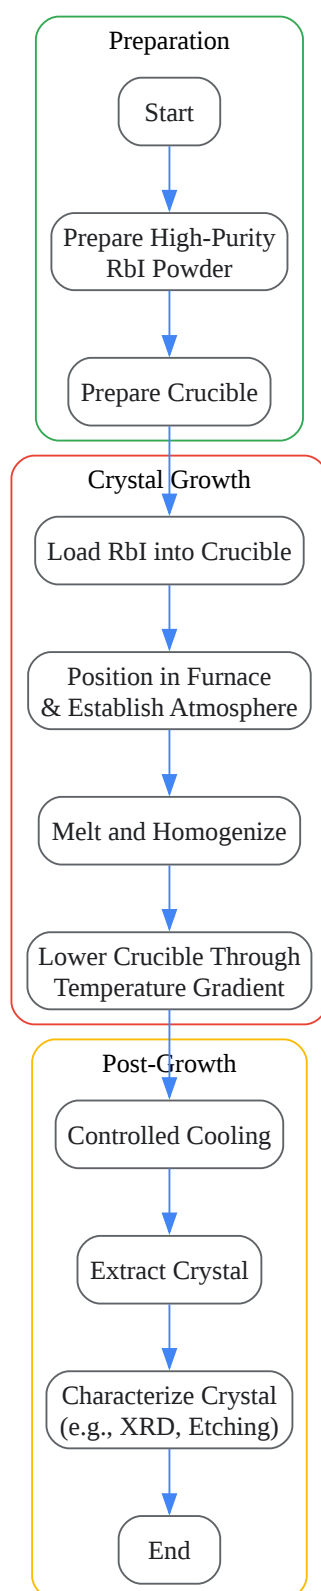 Preparation
Start
Prepare High-Purity
RbI Powder
Prepare Crucible
Crystal Growth
Load RbI into Crucible
Position in Furnace
& Establish Atmosphere
Melt and Homogenize
Lower Crucible Through
Temperature Gradient
Post-Growth
Controlled Cooling
Extract Crystal
Characterize Crystal
(e.g., XRD, Etching)
End